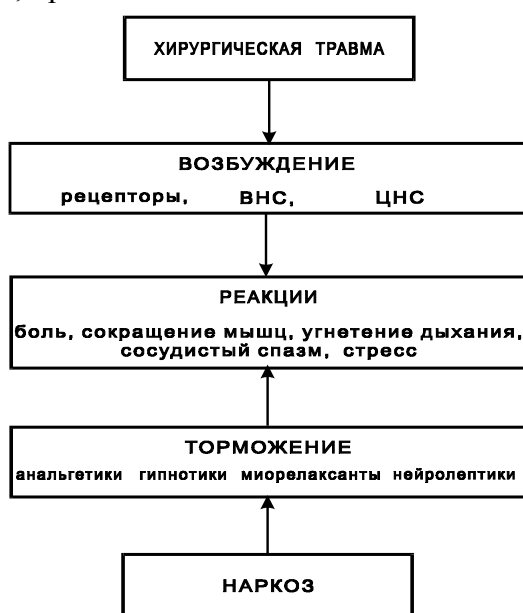 ХИРУРГИЧЕСКАЯ ТРАВМА
ВОЗБУЖДЕНИЕ
рецепторы, ВНС, ЦНС
РЕАКЦИИ
боль, сокращение мышц, угнетение дыхания,
сосудистый спазм, стресс
ТОРМОЖЕНИЕ
анальгетики гипнотики миорелаксанты нейролептики
НАРКОЗ